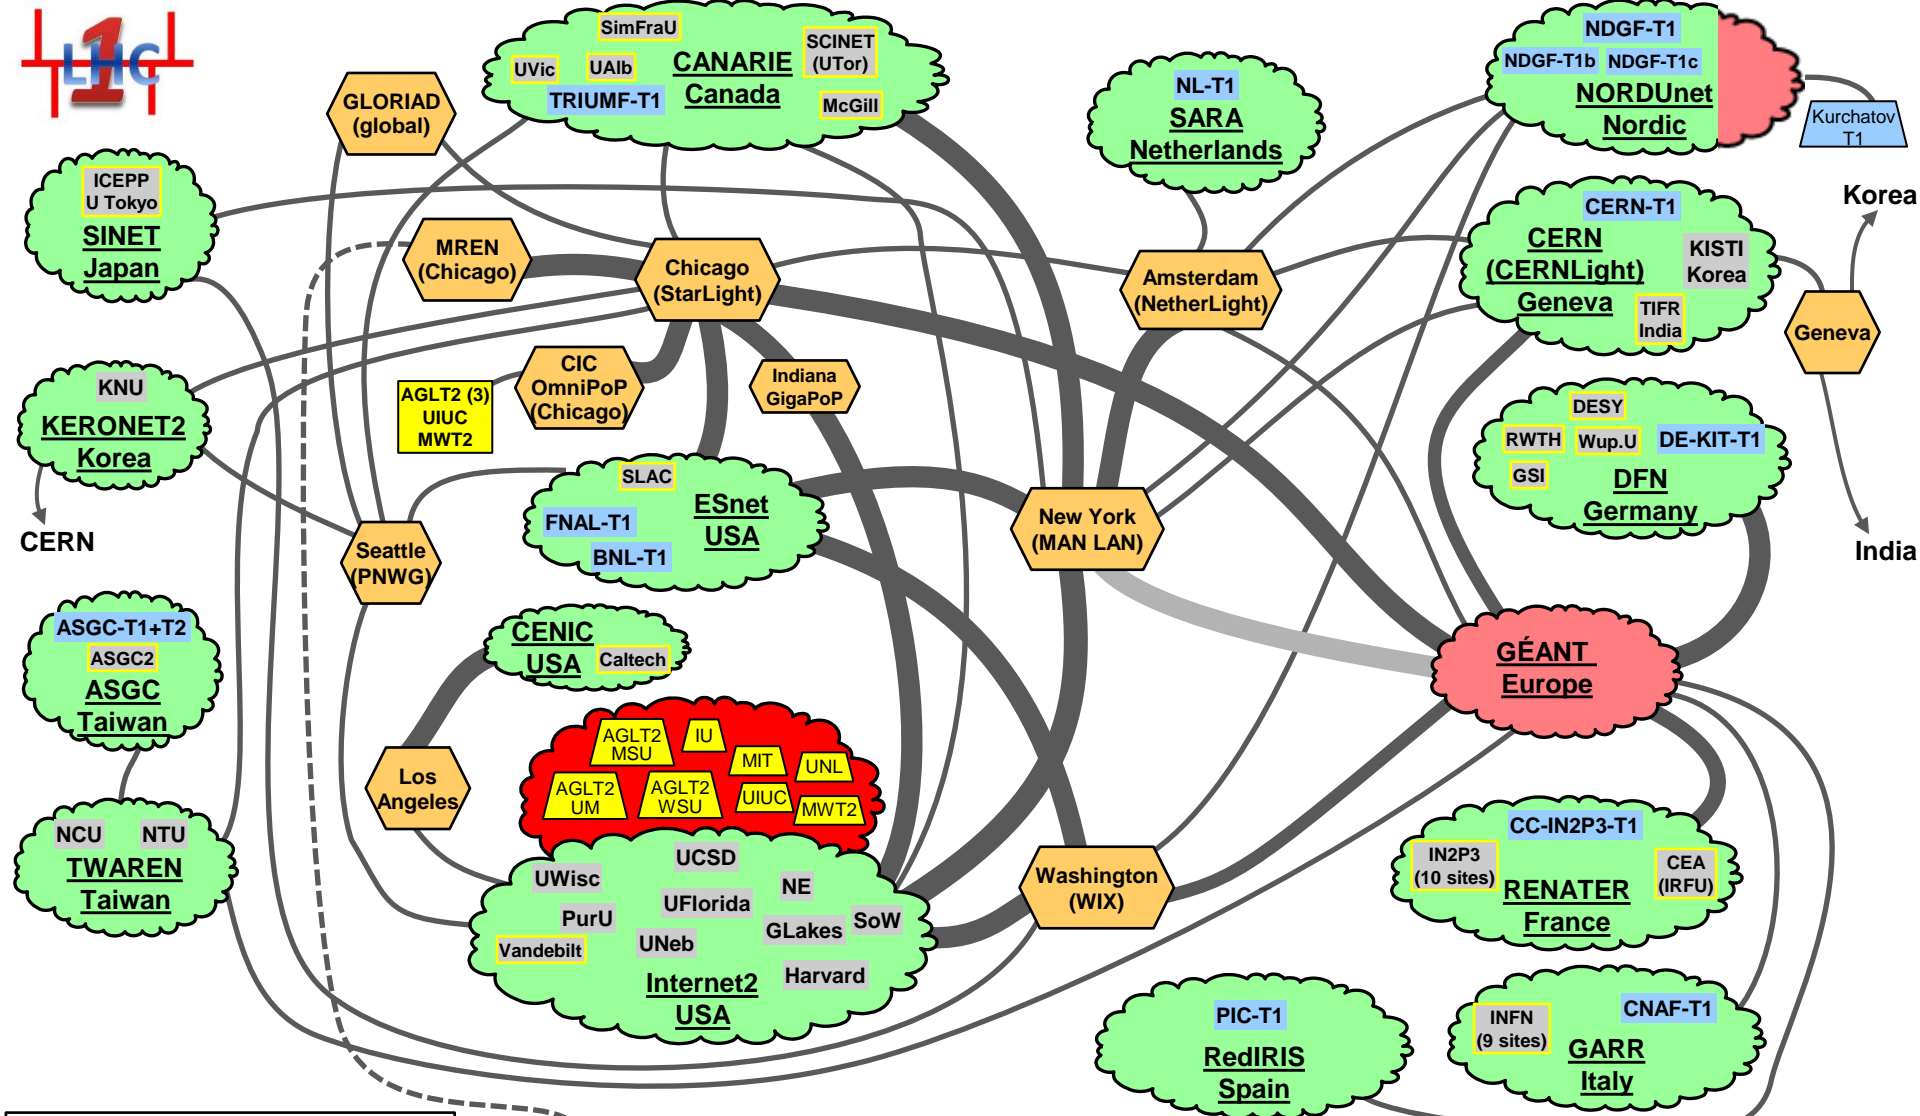 LHC
1
GLORIAD
(global)
SimFraU
UVic
UAlb
TRIUMF-T1
CANARIE
Canada
SCINET
(UTor)
McGill
NL-T1
SARA
Netherlands
NDGF-T1
NDGF-T1b
NDGF-T1c
NORDUnet
Nordic
Kurchatov
T1
ICEPP
U Tokyo
SINET
Japan
MREN
(Chicago)
Chicago
(StarLight)
Amsterdam
(NetherLight)
CERN-T1
CERN
(CERNLight)
Geneva
KISTI
Korea
TIFR
India
Korea
Geneva
India
KNU
KERONET2
Korea
CERN
AGLT2 (3)
UIUC
MWT2
CIC
OmniPoP
(Chicago)
Indiana
GigaPoP
DESY
RWTH
Wup.U
DE-KIT-T1
GSI
DFN
Germany
Seattle
(PNWG)
SLAC
FNAL-T1
BNL-T1
ESnet
USA
New York
(MAN LAN)
ASGC-T1+T2
ASGC2
ASGC
Taiwan
CENIC
USA
Caltech
GÉANT
Europe
Los
Angeles
AGLT2
MSU
IU
MIT
UNL
AGLT2
UM
AGLT2
WSU
UIUC
MWT2
NCU
NTU
TWAREN
Taiwan
UWisc
UCSD
NE
PurU
UFlorida
GLakes
SoW
Vandebilt
UNeb
Harvard
Internet2
USA
Washington
(WIX)
CC-IN2P3-T1
IN2P3
(10 sites)
CEA
(IRFU)
RENATER
France
PIC-T1
RedIRIS
Spain
INFN
(9 sites)
CNAF-T1
GARR
Italy